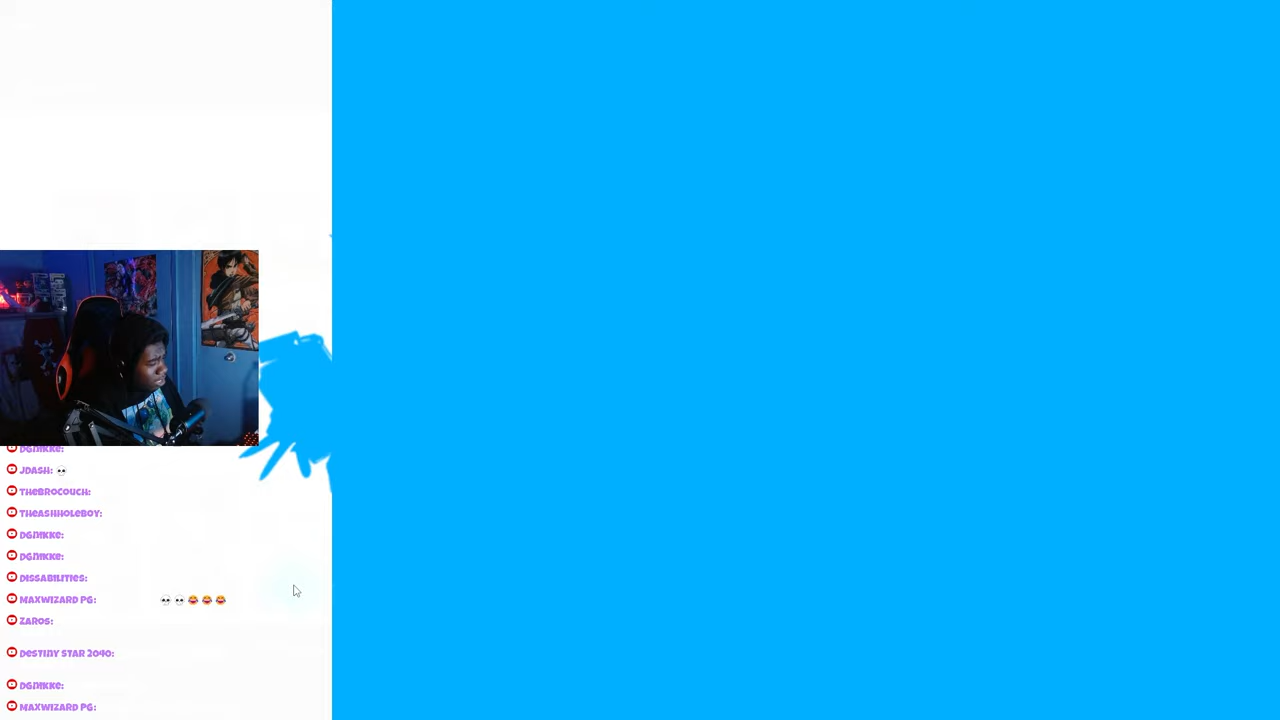 DGNIKKE:
JDASH: 💀
THEBROCOUCH:
THEASHHOLEBOY:
DGNIKKE:
DGNIKKE:
DISSABILITIES:
MAXWIZARD PG: 💀💀😂😂😂
ZAROS:
DESTINY STAR 2040:
DGNIKKE:
MAXWIZARD PG: